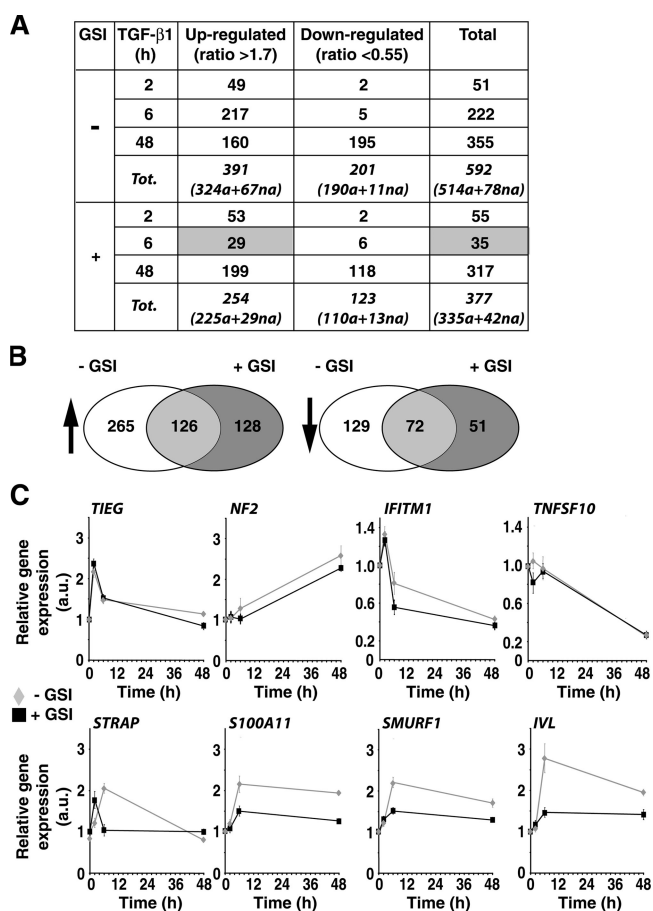 A
GSI TGF-β1 (h) Up-regulated (ratio >1.7) Down-regulated (ratio <0.55) Total
- 2 49 2 51
6 217 5 222
48 160 195 355
Tot. 391 (324a+67na) 201 (190a+11na) 592 (514a+78na)
+ 2 53 2 55
6 29 6 35
48 199 118 317
Tot. 254 (225a+29na) 123 (110a+13na) 377 (335a+42na)
B
- GSI + GSI - GSI + GSI
265 126 128 129 72 51
C
TIEG NF2 IFITM1 TNFSF10
Relative gene expression (a.u.)
3 2 1 0
3 2 1 0
1.4 1.0 0.6 0.2 0
1.4 1.0 0.6 0.2 0
0 12 24 36 48 0 12 24 36 48 0 12 24 36 48 0 12 24 36 48
Time (h) Time (h) Time (h) Time (h)
- GSI
+ GSI
STRAP S100A11 SMURF1 IVL
Relative gene expression (a.u.)
3 2 1 0
3 2 1 0
3 2 1 0
3 2 1 0
0 12 24 36 48 0 12 24 36 48 0 12 24 36 48 0 12 24 36 48
Time (h) Time (h) Time (h) Time (h)